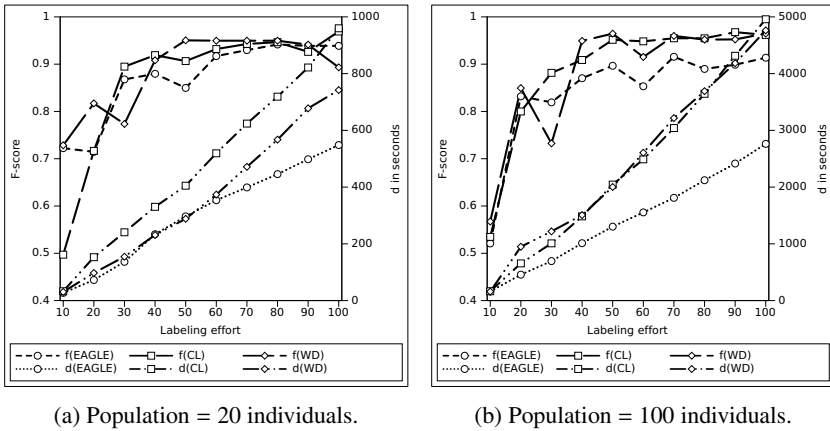 1
0.9
0.8
0.7
0.6
0.5
0.4
F-score
1000
800
600
400
200
0
d in seconds
10 20 30 40 50 60 70 80 90 100
Labeling effort
f(EAGLE) f(CL) f(WD)
d(EAGLE) d(CL) d(WD)
(a) Population = 20 individuals.
1
0.9
0.8
0.7
0.6
0.5
0.4
F-score
5000
4000
3000
2000
1000
0
d in seconds
10 20 30 40 50 60 70 80 90 100
Labeling effort
f(EAGLE) f(CL) f(WD)
d(EAGLE) d(CL) d(WD)
(b) Population = 100 individuals.